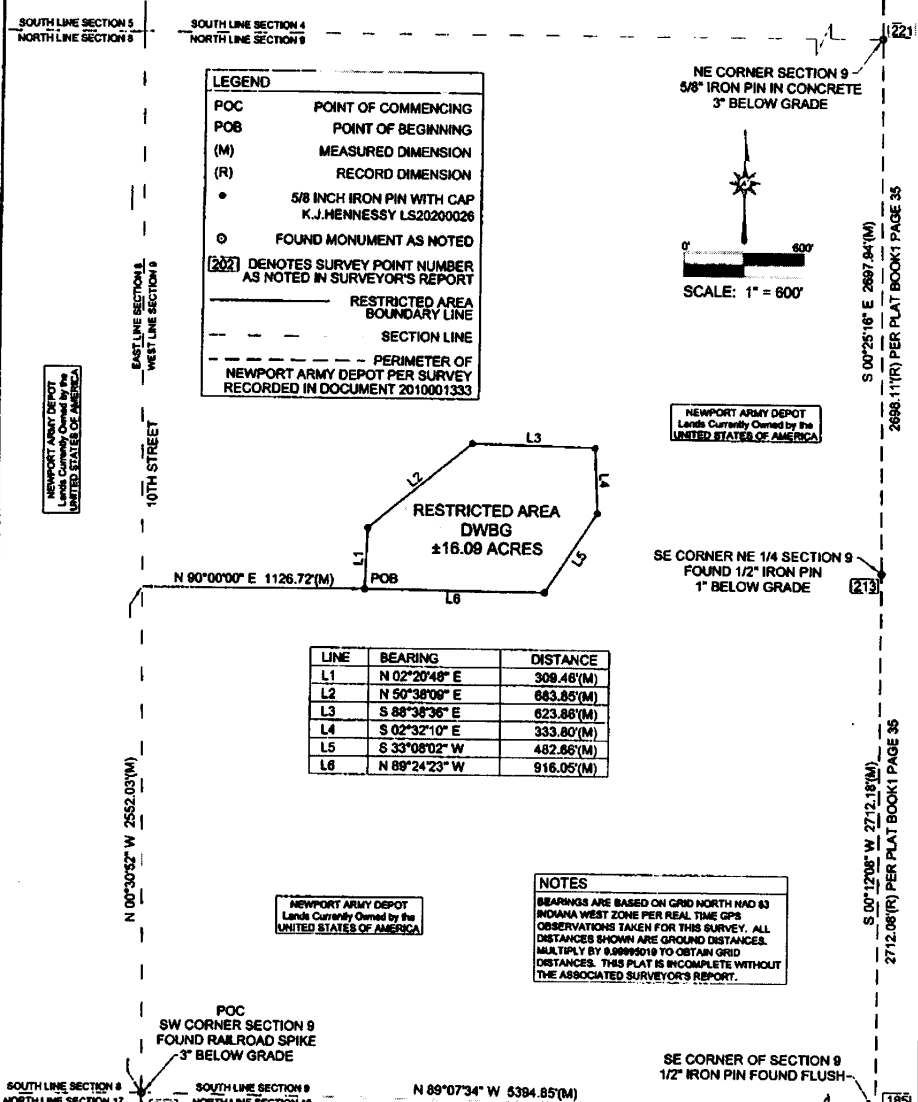 SOUTH LINE SECTION 5
NORTH LINE SECTION 8
SOUTH LINE SECTION 4
NORTH LINE SECTION 9
221
NE CORNER SECTION 9
5/8" IRON PIN IN CONCRETE
3" BELOW GRADE
LEGEND
POC POINT OF COMMENCING
POB POINT OF BEGINNING
(M) MEASURED DIMENSION
(R) RECORD DIMENSION
5/8 INCH IRON PIN WITH CAP
K.J.HENNESSY LS20200026
FOUND MONUMENT AS NOTED
202 DENOTES SURVEY POINT NUMBER
AS NOTED IN SURVEYOR'S REPORT
RESTRICTED AREA
BOUNDARY LINE
SECTION LINE
PERIMETER OF
NEWPORT ARMY DEPOT PER SURVEY
RECORDED IN DOCUMENT 2010001333
0' 600'
SCALE: 1" = 600'
S 00°25'16" E 2697.94'(M)
2698.11'(R) PER PLAT BOOK1 PAGE 35
EAST LINE SECTION 8
WEST LINE SECTION 9
10TH STREET
NEWPORT ARMY DEPOT
Lands Currently Owned by the
UNITED STATES OF AMERICA
NEWPORT ARMY DEPOT
Lands Currently Owned by the
UNITED STATES OF AMERICA
L3
L2
L4
RESTRICTED AREA
DWBG
±16.09 ACRES
L1
L5
N 90°00'00" E 1126.72'(M)
POB
L6
SE CORNER NE 1/4 SECTION 9
FOUND 1/2" IRON PIN
1" BELOW GRADE
213
LINE BEARING DISTANCE
L1 N 02°20'48" E 309.46'(M)
L2 N 50°38'09" E 683.85'(M)
L3 S 88°38'36" E 623.86'(M)
L4 S 02°32'10" E 333.80'(M)
L5 S 33°08'02" W 482.66'(M)
L6 N 89°24'23" W 916.05'(M)
N 00°30'52" W 2552.03'(M)
S 00°12'08" W 2712.18'(M)
2712.08'(R) PER PLAT BOOK1 PAGE 35
NEWPORT ARMY DEPOT
Lands Currently Owned by the
UNITED STATES OF AMERICA
NOTES
BEARINGS ARE BASED ON GRID NORTH NAD 83
INDIANA WEST ZONE PER REAL TIME GPS
OBSERVATIONS TAKEN FOR THIS SURVEY. ALL
DISTANCES SHOWN ARE GROUND DISTANCES.
MULTIPLY BY 0.99995019 TO OBTAIN GRID
DISTANCES. THIS PLAT IS INCOMPLETE WITHOUT
THE ASSOCIATED SURVEYOR'S REPORT.
POC
SW CORNER SECTION 9
FOUND RAILROAD SPIKE
3" BELOW GRADE
SE CORNER OF SECTION 9
1/2" IRON PIN FOUND FLUSH
SOUTH LINE SECTION 8
NORTH LINE SECTION 17
SOUTH LINE SECTION 9
N 89°07'34" W 5394.85'(M)
185